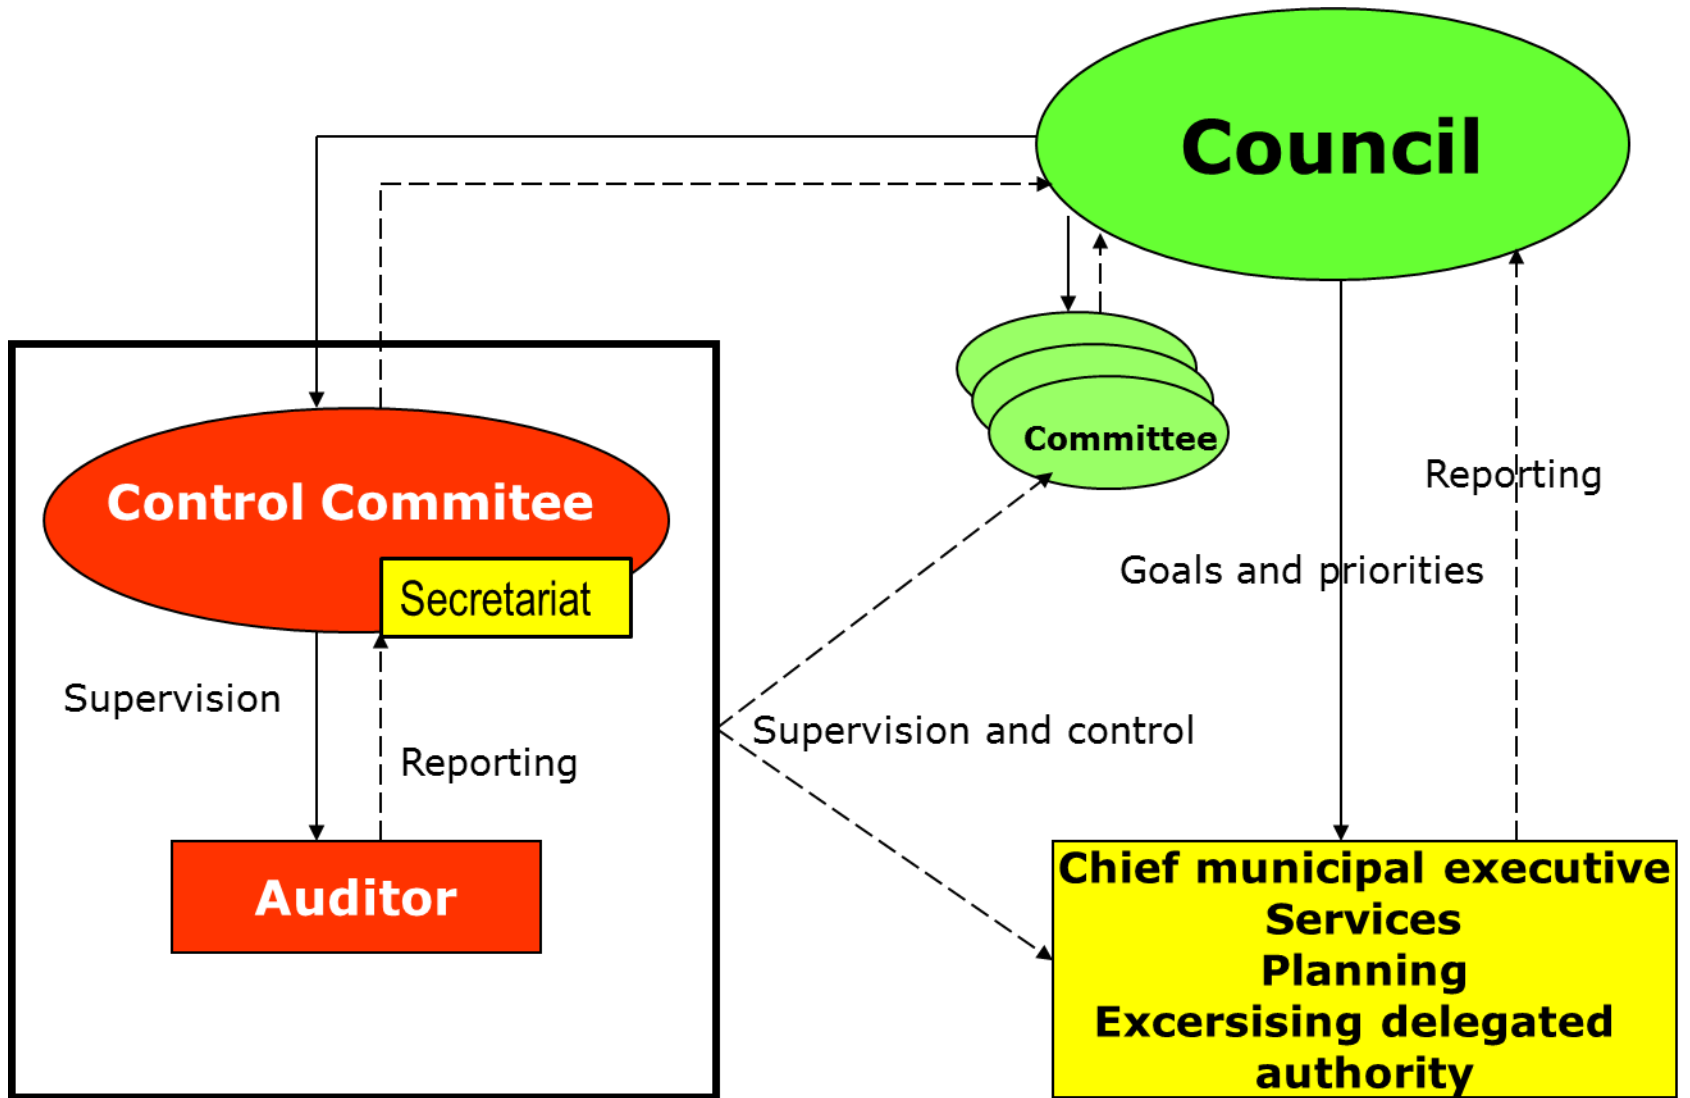 Council
Committee
Control Commitee
Secretariat
Reporting
Goals and priorities
Supervision
Supervision and control
Reporting
Auditor
Chief municipal executive
Services
Planning
Excersising delegated
authority